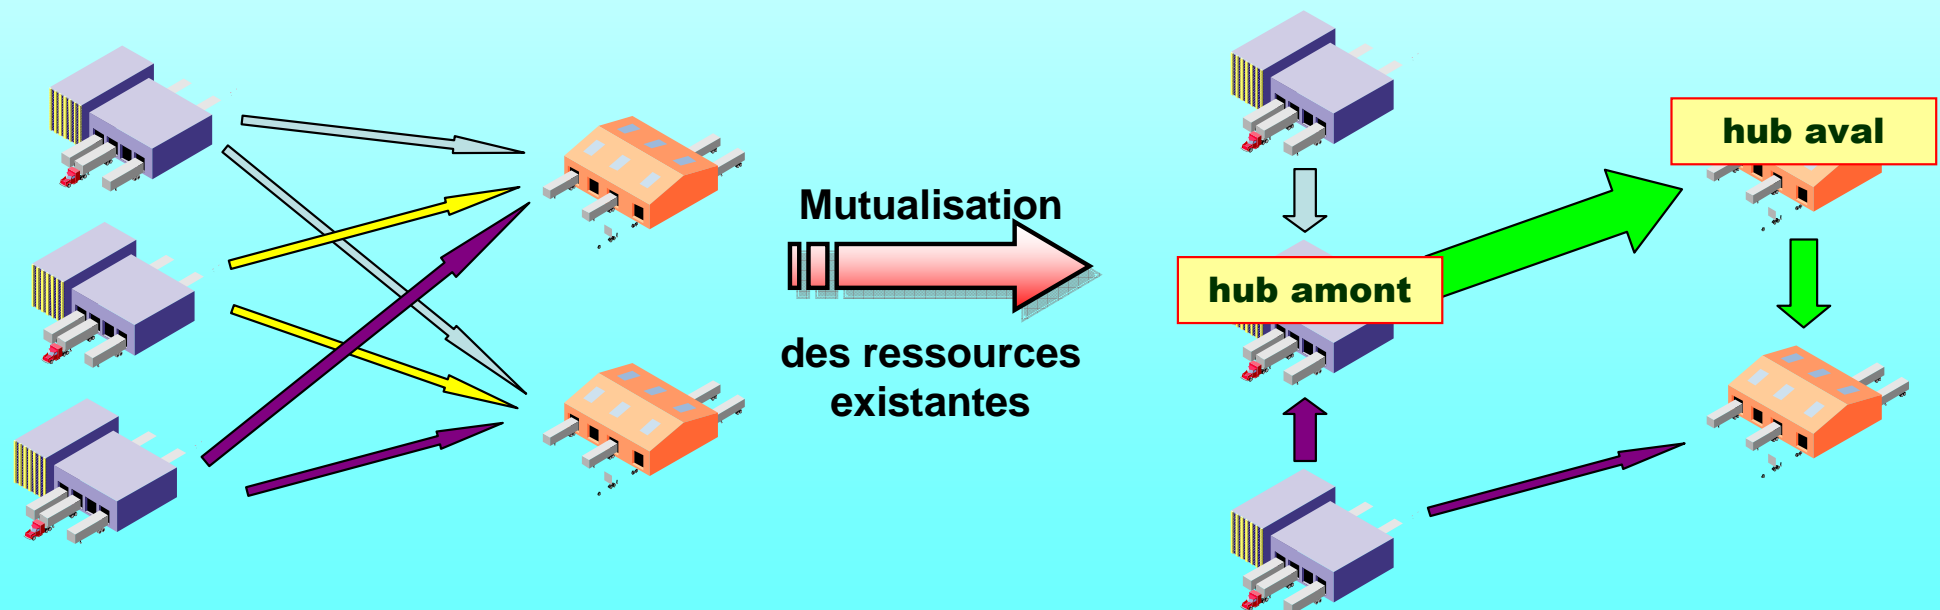 Mutualisation
des ressources
existantes
hub amont
hub aval